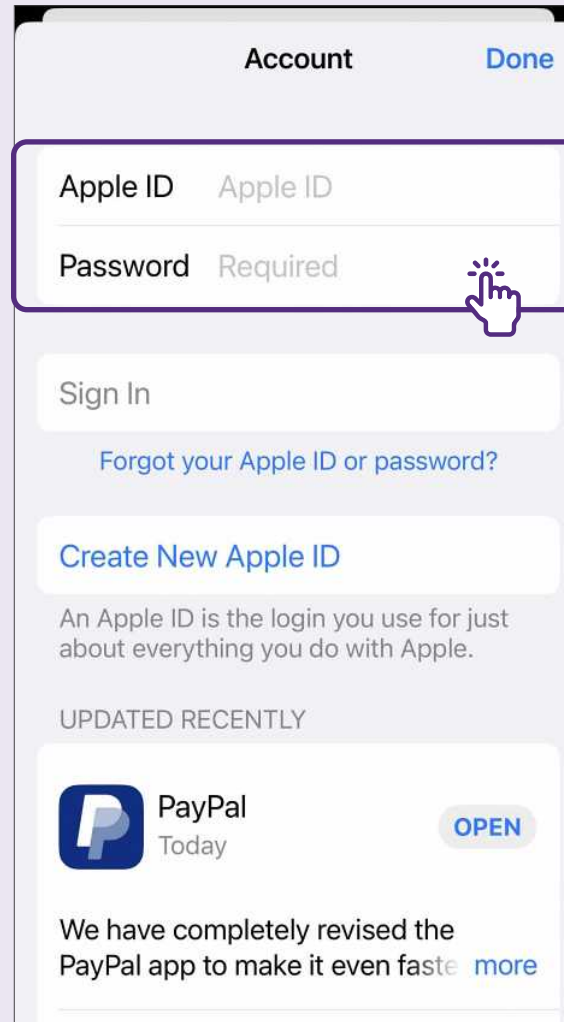 Account Done
Apple ID Apple ID
Password Required
Sign In
Forgot your Apple ID or password?
Create New Apple ID
An Apple ID is the login you use for just
about everything you do with Apple.
UPDATED RECENTLY
PayPal
Today
OPEN
We have completely revised the
PayPal app to make it even faste more